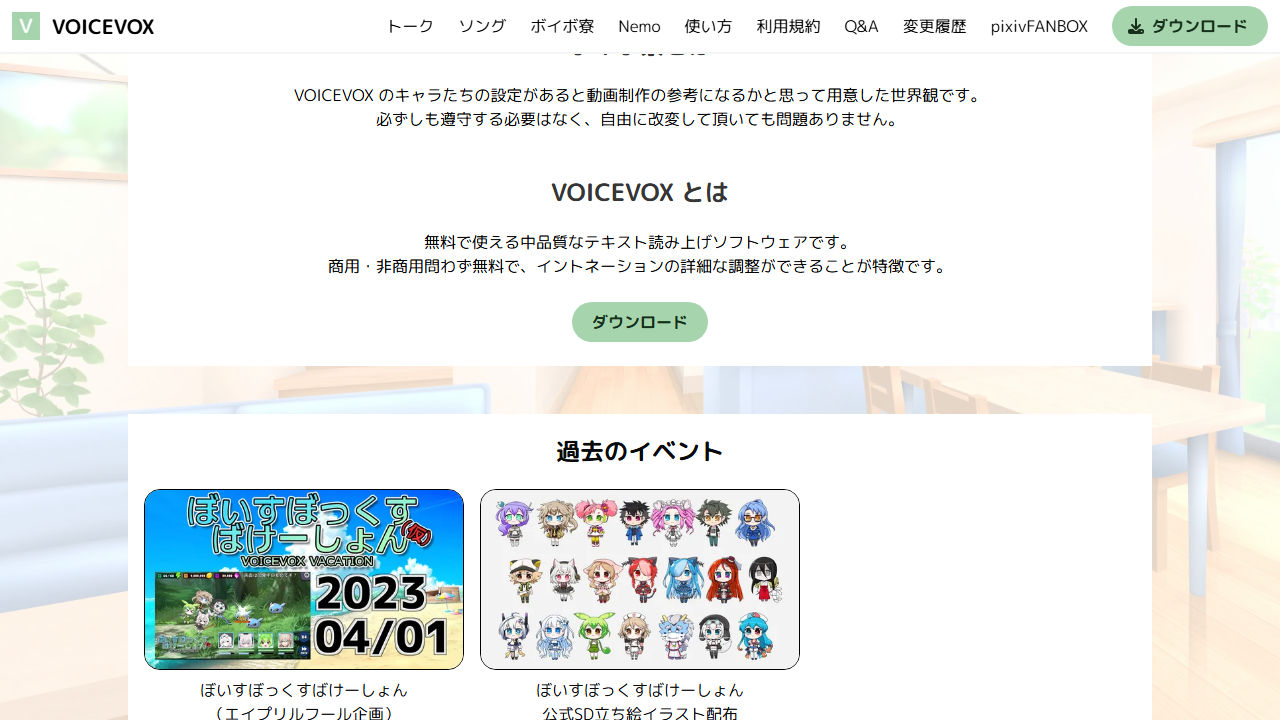 V VOICEVOX
トーク ソング ボイボ寮 Nemo 使い方 利用規約 Q&A 変更履歴 pixivFANBOX ダウンロード
VOICEVOX のキャラたちの設定があると動画制作の参考になるかと思って用意した世界観です。
必ずしも遵守する必要はなく、自由に改変して頂いても問題ありません。
VOICEVOX とは
無料で使える中品質なテキスト読み上げソフトウェアです。
商用・非商用問わず無料で、イントネーションの詳細な調整ができることが特徴です。
ダウンロード
過去のイベント
ぼいすぼっくす
ばけーしょん(仮)
VOICEVOX VACATION
2023
04/01
ぼいすぼっくすばけーしょん
（エイプリルフール企画）
ぼいすぼっくすばけーしょん
公式SD立ち絵イラスト配布